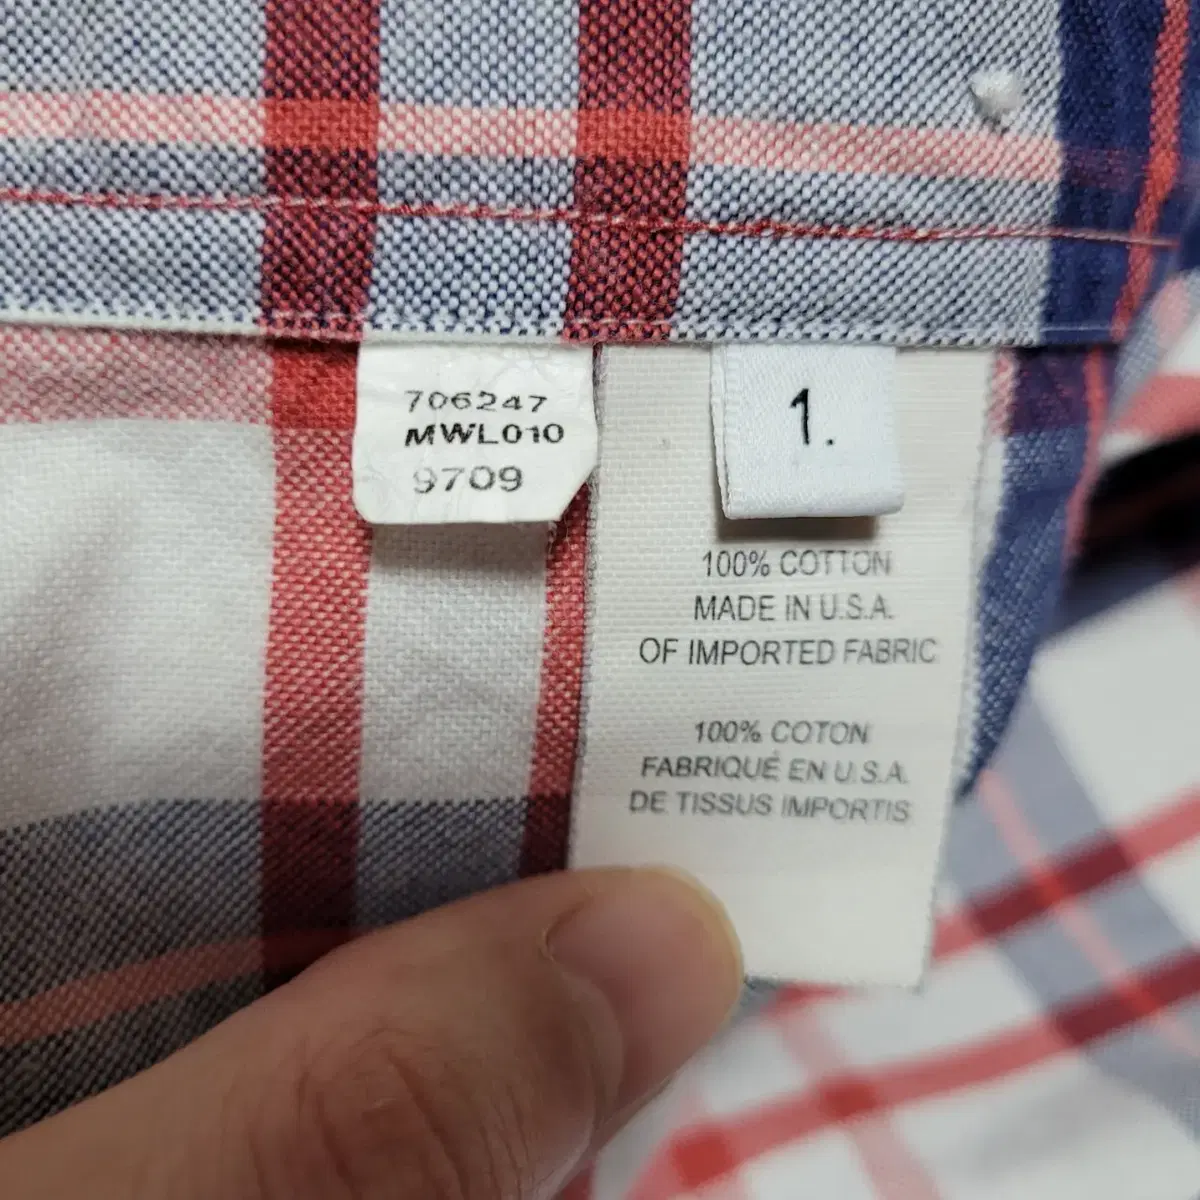 706247
MWL010
9709
1.
100% COTTON
MADE IN U.S.A.
OF IMPORTED FABRIC
100% COTON
FABRIQUÉ EN U.S.A.
DE TISSUS IMPORTIS